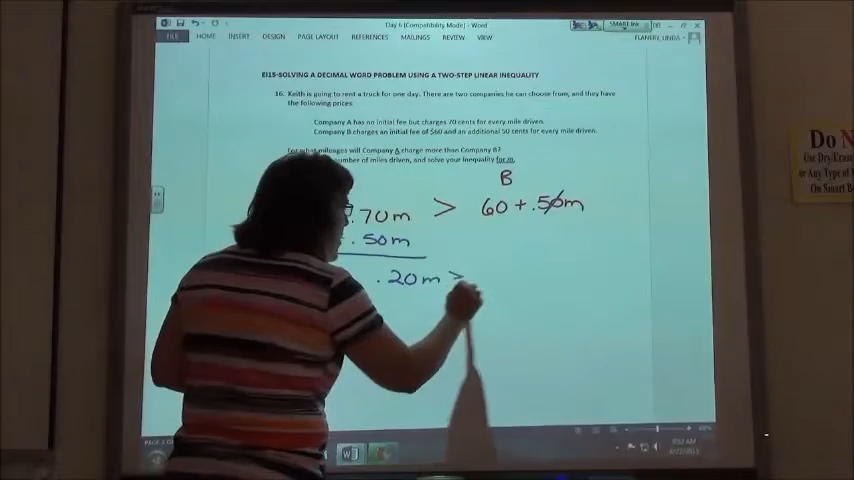 Day 6 [Compatibility Mode] - Word
FILE HOME INSERT DESIGN PAGE LAYOUT REFERENCES MAILINGS REVIEW VIEW
FLANERY, LINDA
EI15-SOLVING A DECIMAL WORD PROBLEM USING A TWO-STEP LINEAR INEQUALITY
16. Keith is going to rent a truck for one day. There are two companies he can choose from, and they have
the following prices.
Company A has no initial fee but charges 70 cents for every mile driven.
Company B charges an initial fee of $60 and an additional 50 cents for every mile driven.
For what mileages will Company A charge more than Company B?
number of miles driven, and solve your inequality for m.
B
.70m > 60 + .50m
.50m
.20m >
Do N
Use Dry-Erase
or Any Type of
On Smart B